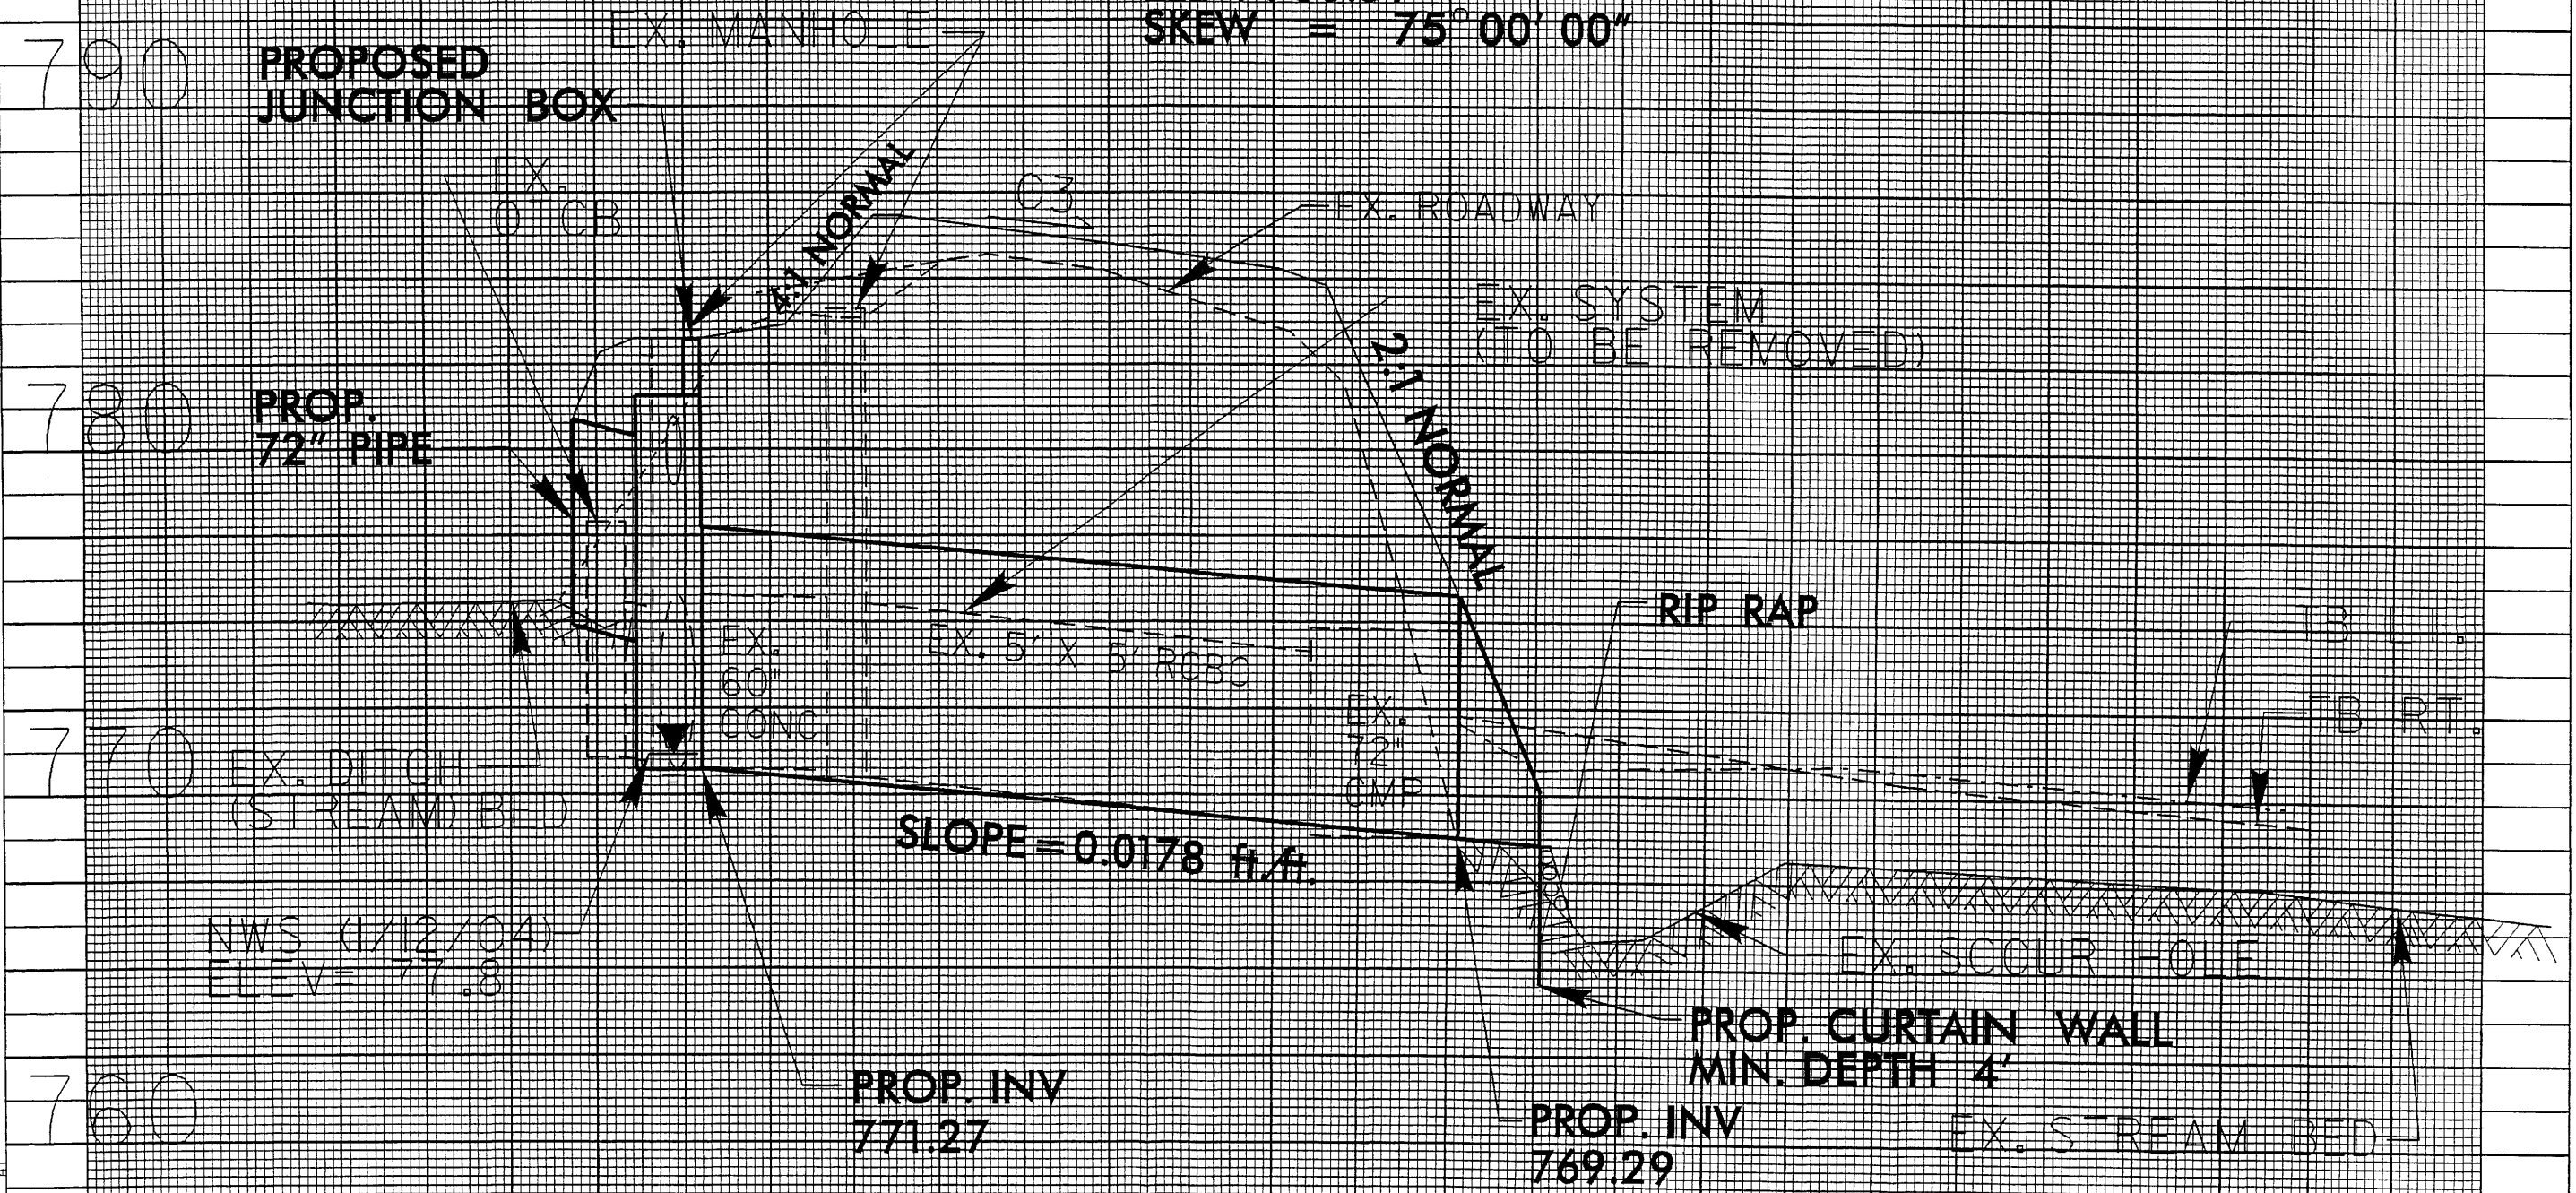 EX. MANHOLE
SKEW = 75° 00' 00"
790
PROPOSED
JUNCTION BOX
EX.
OTCB
4:1 NORMAL
03
EX. ROADWAY
EX. SYSTEM
(TO BE REMOVED)
2:1 NORMAL
780
PROP.
72" PIPE
RIP RAP
TB LT.
EX.
60"
CONC
EX. 5' X 5' RCBC
EX.
72"
CMP
TB RT.
770
EX. DITCH
(STREAM) BED
SLOPE = 0.0178 ft./ft.
NWS (1/12/04)
ELEV= 77.8
EX. SCOUR HOLE
PROP. CURTAIN WALL
MIN. DEPTH 4'
760
PROP. INV
771.27
PROP. INV
769.29
EX. STREAM BED